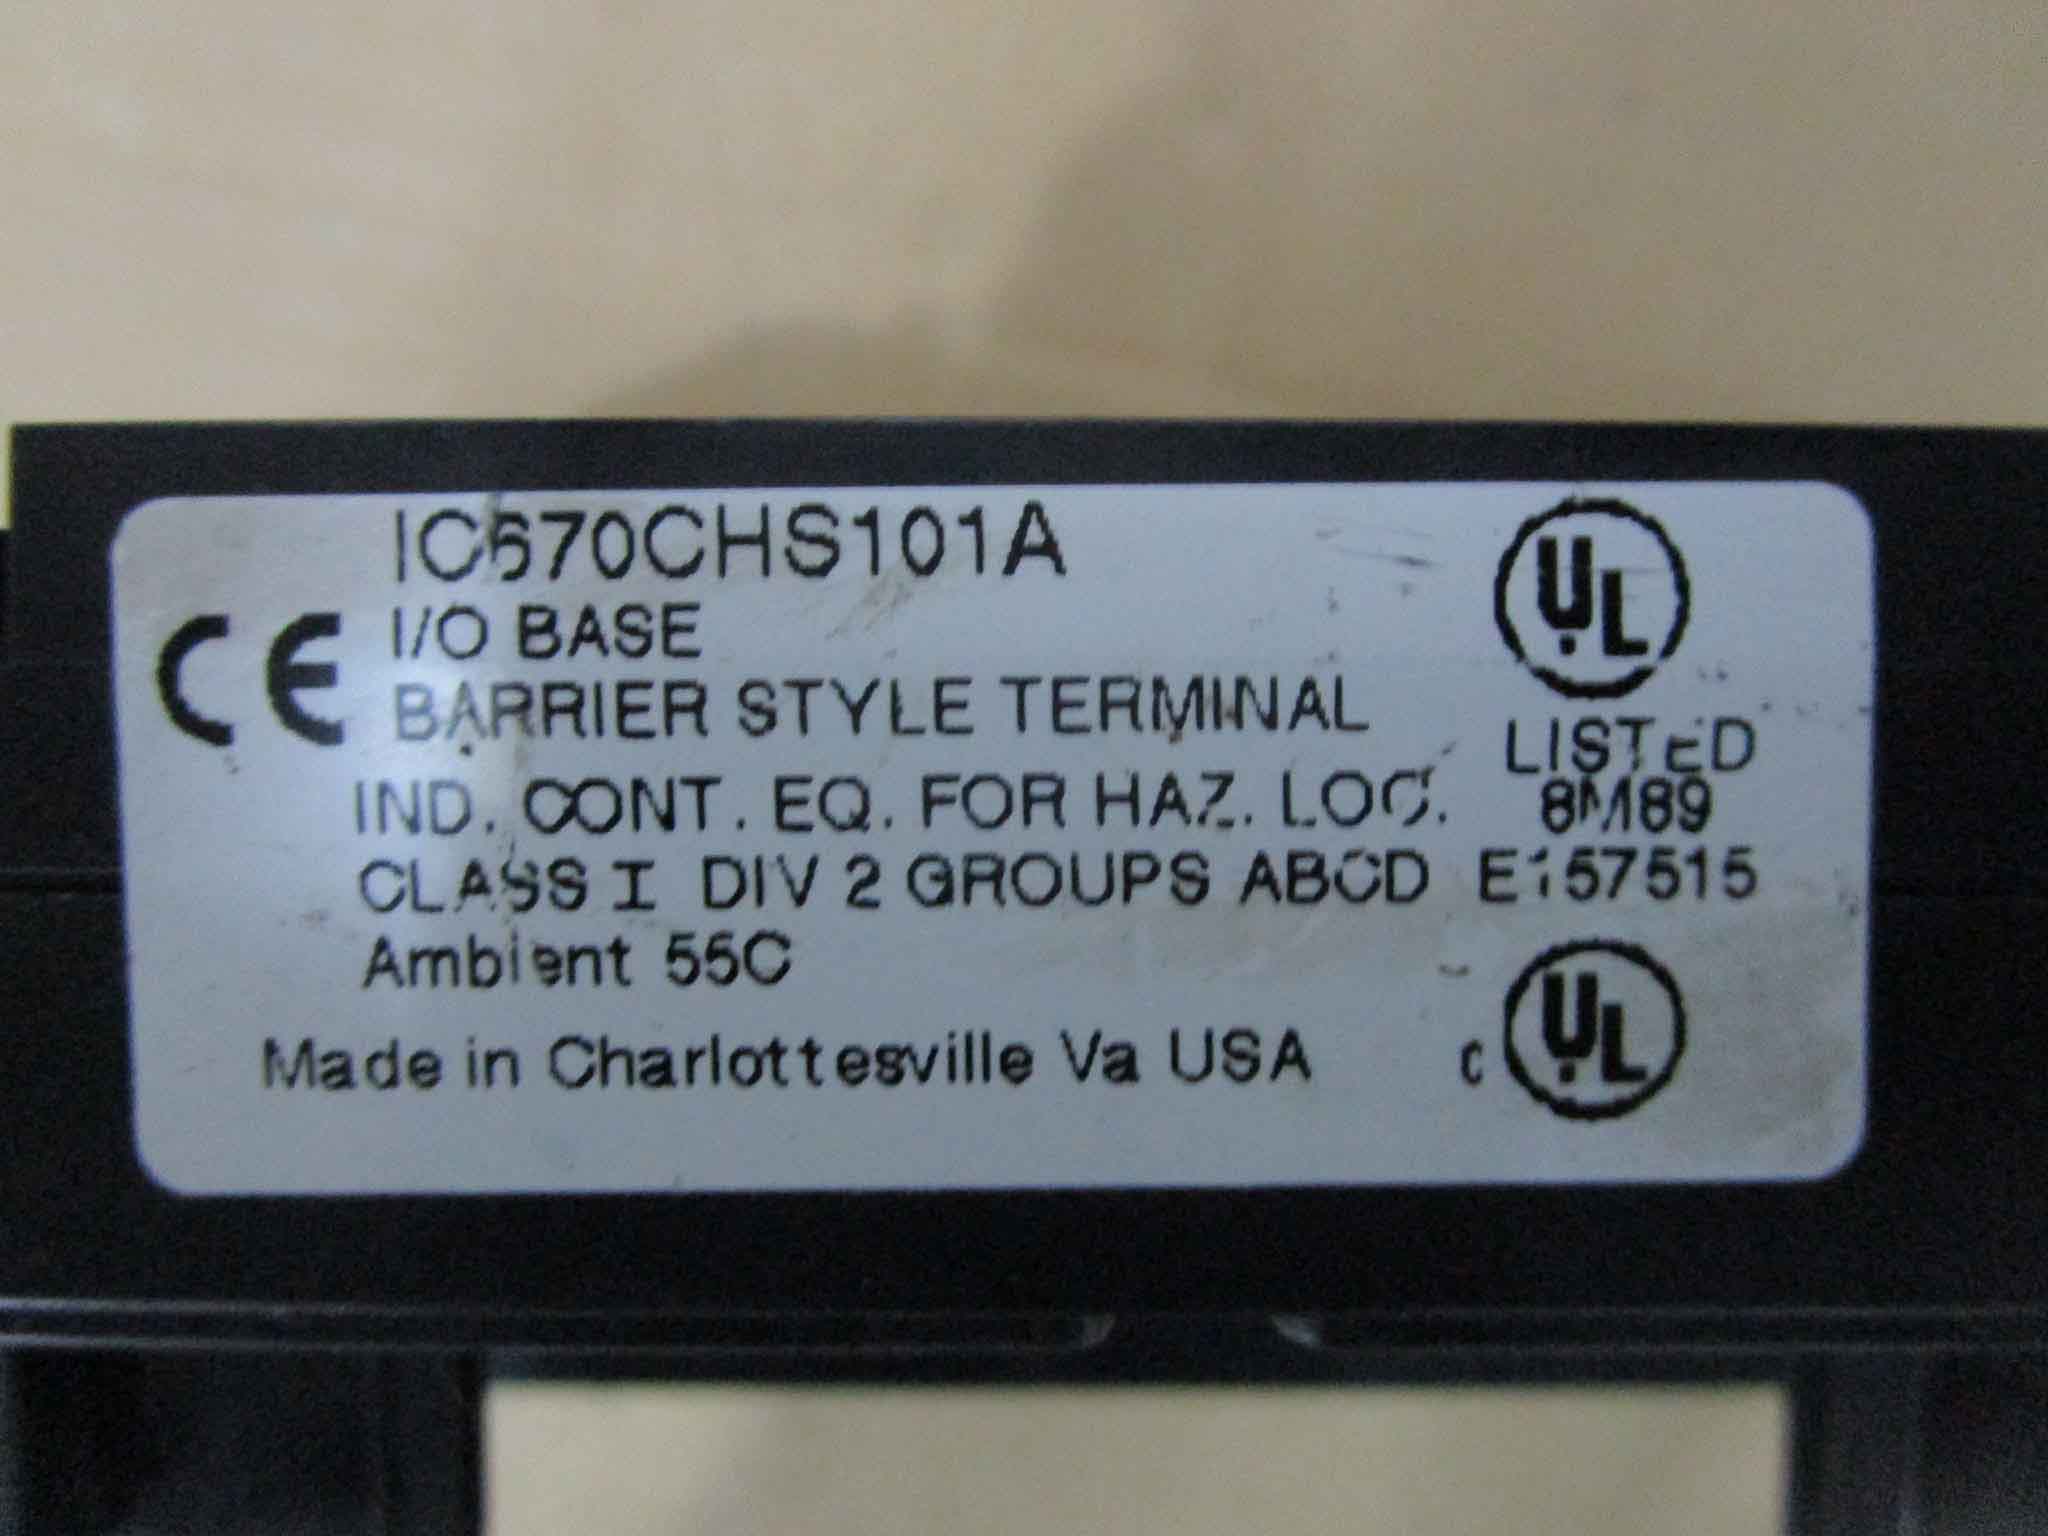 IC670CHS101A
CE I/O BASE
BARRIER STYLE TERMINAL
IND. CONT. EQ. FOR HAZ. LOC.
CLASS I DIV 2 GROUPS ABCD
Ambient 55C
Made in Charlottesville Va USA
UL
LISTED
8M89
E157515
c UL